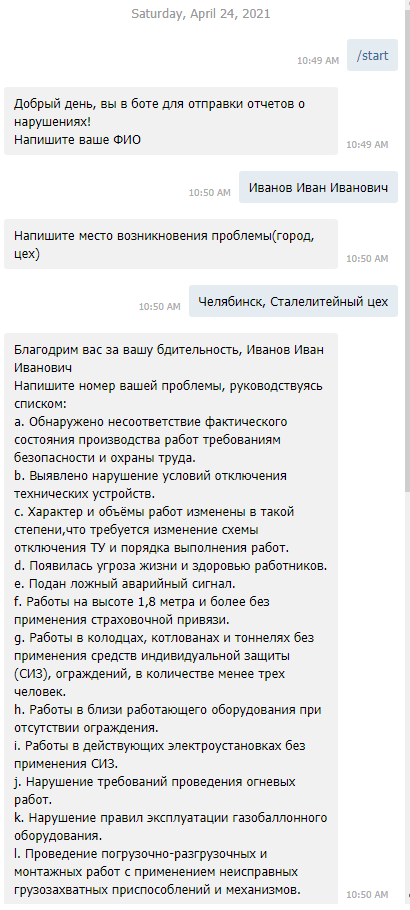 Saturday, April 24, 2021
/start
10:49 AM
Добрый день, вы в боте для отправки отчетов о
нарушениях!
Напишите ваше ФИО
10:49 AM
Иванов Иван Иванович
10:50 AM
Напишите место возникновения проблемы(город,
цех)
10:50 AM
Челябинск, Сталелитейный цех
10:50 AM
Благодрим вас за вашу бдительность, Иванов Иван
Иванович
Напишите номер вашей проблемы, руководствуясь
списком:
a. Обнаружено несоответствие фактического
состояния производства работ требованиям
безопасности и охраны труда.
b. Выявлено нарушение условий отключения
технических устройств.
c. Характер и объёмы работ изменены в такой
степени,что требуется изменение схемы
отключения ТУ и порядка выполнения работ.
d. Появилась угроза жизни и здоровью работников.
e. Подан ложный аварийный сигнал.
f. Работы на высоте 1,8 метра и более без
применения страховочной привязи.
g. Работы в колодцах, котлованах и тоннелях без
применения средств индивидуальной защиты
(СИЗ), ограждений, в количестве менее трех
человек.
h. Работы в близи работающего оборудования при
отсутствии ограждения.
i. Работы в действующих электроустановках без
применения СИЗ.
j. Нарушение требований проведения огневых
работ.
k. Нарушение правил эксплуатации газобаллонного
оборудования.
l. Проведение погрузочно-разгрузочных и
монтажных работ с применением неисправных
грузозахватных приспособлений и механизмов.
10:50 AM